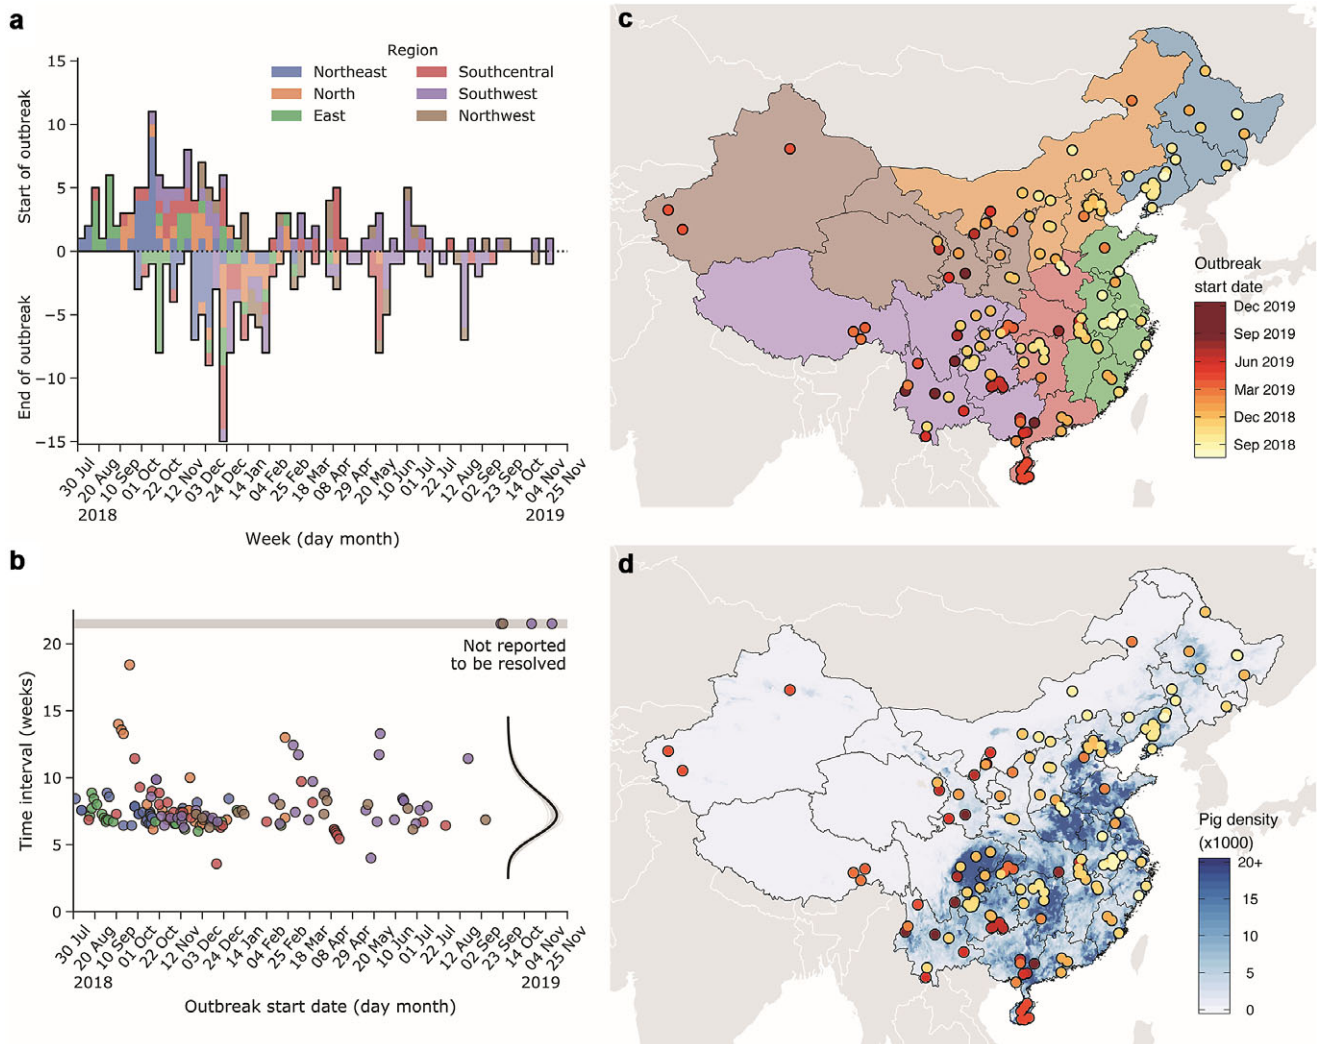 a
Region
Northeast
North
East
Southcentral
Southwest
Northwest
Start of outbreak
End of outbreak
15
10
5
0
−5
−10
−15
30 Jul
20 Aug
10 Sep
01 Oct
22 Oct
12 Nov
03 Dec
24 Dec
14 Jan
04 Feb
25 Feb
18 Mar
08 Apr
29 Apr
20 May
10 Jun
01 Jul
22 Jul
12 Aug
02 Sep
23 Sep
14 Oct
04 Nov
25 Nov
2018
2019
Week (day month)
b
Time interval (weeks)
20
15
10
5
0
Not reported
to be resolved
30 Jul
20 Aug
10 Sep
01 Oct
22 Oct
12 Nov
03 Dec
24 Dec
14 Jan
04 Feb
25 Feb
18 Mar
08 Apr
29 Apr
20 May
10 Jun
01 Jul
22 Jul
12 Aug
02 Sep
23 Sep
14 Oct
04 Nov
25 Nov
2018
2019
Outbreak start date (day month)
c
Outbreak
start date
Dec 2019
Sep 2019
Jun 2019
Mar 2019
Dec 2018
Sep 2018
d
Pig density
(x1000)
20+
15
10
5
0